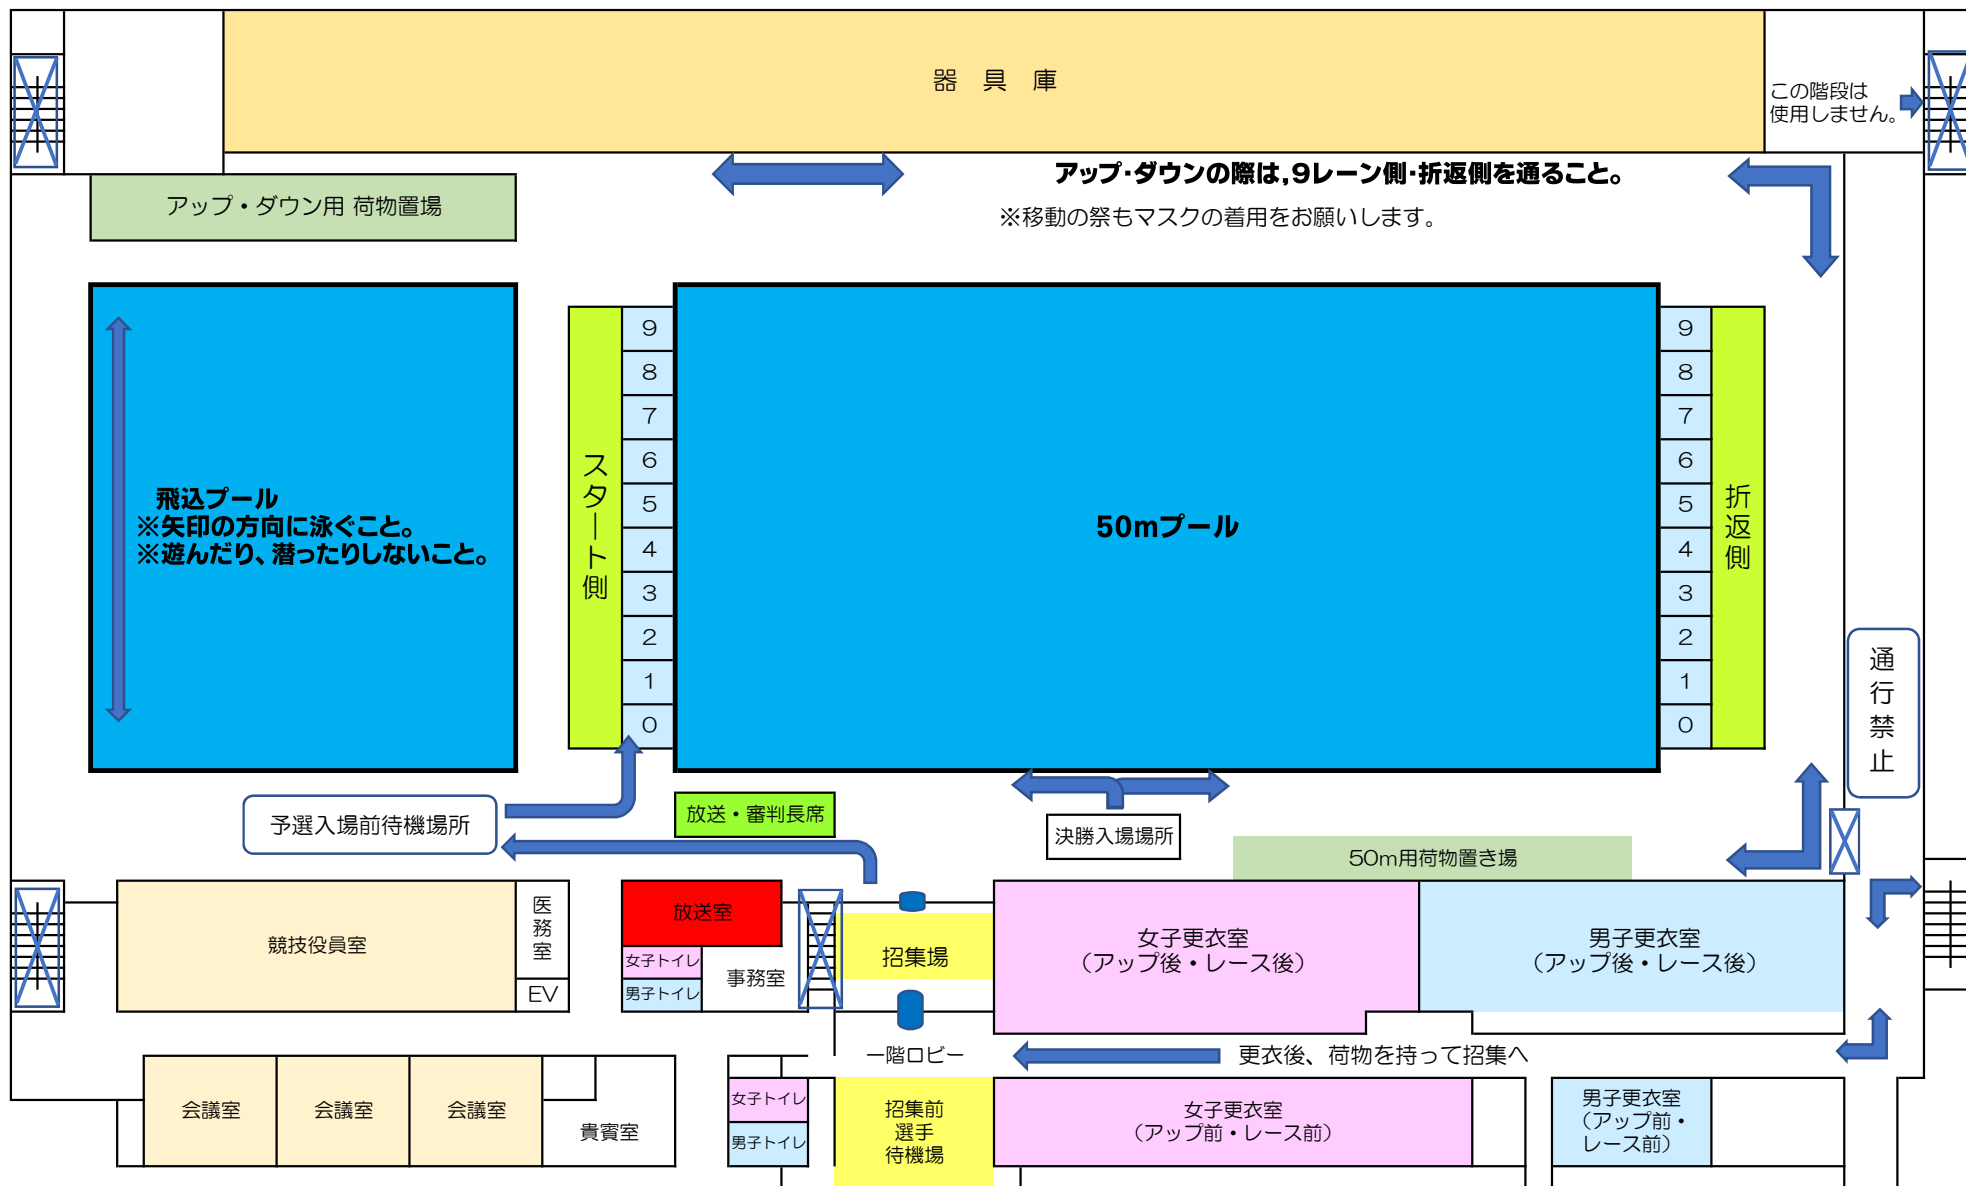 器　具　庫
この階段は
使用しません。
アップ・ダウンの際は,9レーン側・折返側を通ること。
※移動の祭もマスクの着用をお願いします。
アップ・ダウン用 荷物置場
飛込プール
※矢印の方向に泳ぐこと。
※遊んだり、潜ったりしないこと。
スタート側
9
8
7
6
5
4
3
2
1
0
50mプール
9
8
7
6
5
4
3
2
1
0
折返側
通行禁止
予選入場前待機場所
放送・審判長席
決勝入場場所
50m用荷物置き場
競技役員室
医務室
EV
放送室
女子トイレ
男子トイレ
事務室
招集場
女子更衣室
（アップ後・レース後）
男子更衣室
（アップ後・レース後）
一階ロビー
更衣後、荷物を持って招集へ
会議室
会議室
会議室
貴賓室
女子トイレ
男子トイレ
招集前
選手
待機場
女子更衣室
（アップ前・レース前）
男子更衣室
（アップ前・
レース前）